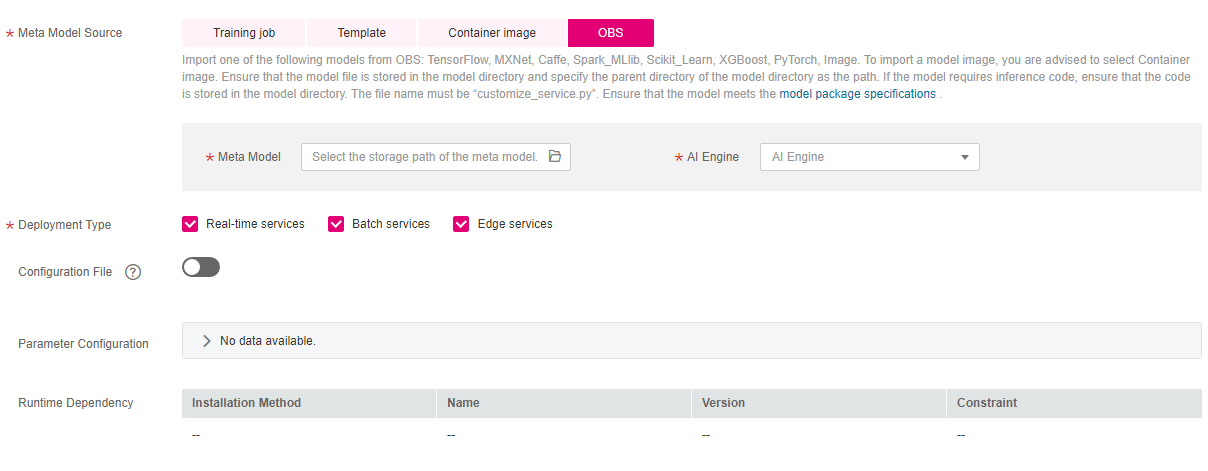 * Meta Model Source Training job Template Container image OBS
Import one of the following models from OBS: TensorFlow, MXNet, Caffe, Spark_MLlib, Scikit_Learn, XGBoost, PyTorch, Image. To import a model image, you are advised to select Container
image. Ensure that the model file is stored in the model directory and specify the parent directory of the model directory as the path. If the model requires inference code, ensure that the code
is stored in the model directory. The file name must be “customize_service.py”. Ensure that the model meets the model package specifications .
* Meta Model Select the storage path of the meta model. * AI Engine AI Engine
* Deployment Type Real-time services Batch services Edge services
Configuration File ?
Parameter Configuration No data available.
Runtime Dependency Installation Method Name Version Constraint
-- -- -- --